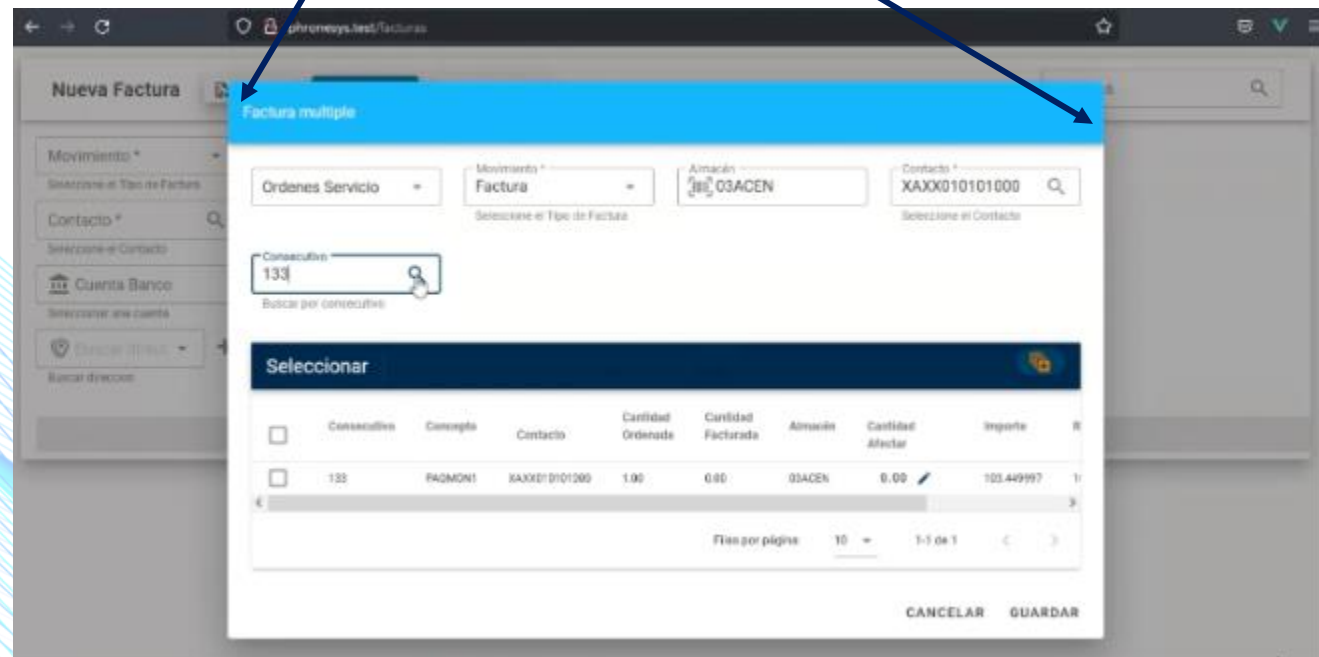 phronesys.test/facturas
Nueva Factura
Factura multiple
Movimiento *
Seleccione el Tipo de Factura
Contacto *
Seleccione el Contacto
Cuenta Banco
Seleccionar una cuenta
Buscar direccion
Ordenes Servicio
Movimiento *
Factura
Seleccione el Tipo de Factura
Almacén
03ACEN
Contacto *
XAXX010101000
Seleccione el Contacto
Consecutivo
133
Buscar por consecutivo
Seleccionar
Consecutivo Concepto Contacto Cantidad Ordenada Cantidad Facturada Almacén Cantidad Afectar Importe
133 PAQMON1 XAXX010101000 1.00 0.00 03ACEN 0.00 103.449997
Filas por página 10 1-1 de 1
CANCELAR GUARDAR